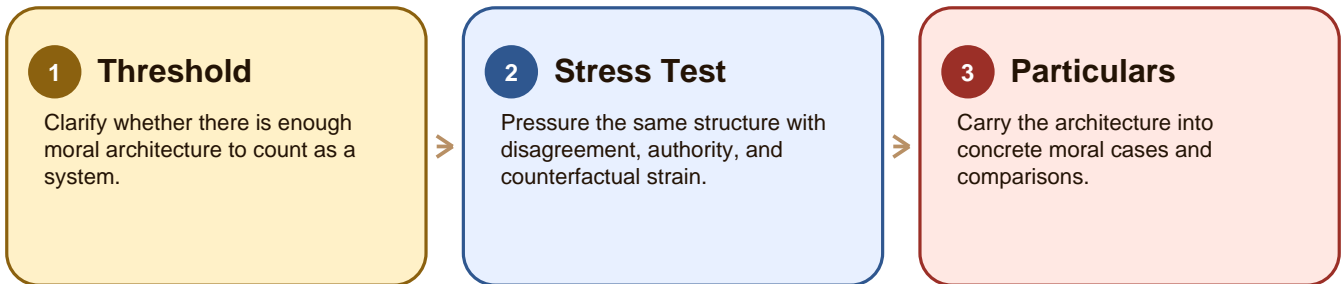 1 Threshold
Clarify whether there is enough
moral architecture to count as a
system.
2 Stress Test
Pressure the same structure with
disagreement, authority, and
counterfactual strain.
3 Particulars
Carry the architecture into
concrete moral cases and
comparisons.